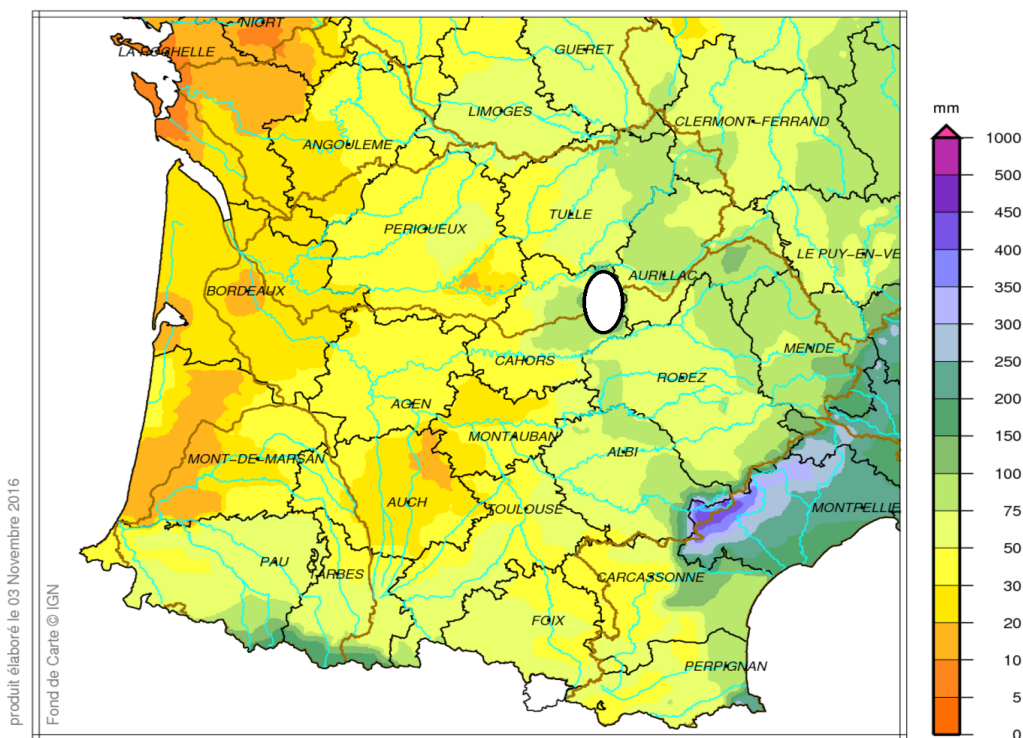 NIORT
LA ROCHELLE
GUERET
LIMOGES
CLERMONT-FERRAND
ANGOULEME
PERIGUEUX
TULLE
LE PUY-EN-VE
AURILLAC
BORDEAUX
MENDE
CAHORS
RODEZ
AGEN
MONTAUBAN
ALBI
MONT-DE-MARSAN
AUCH
TOULOUSE
MONTPELLIE
PAU
ARBES
CARCASSONNE
FOIX
PERPIGNAN
mm
1000
500
450
400
350
300
250
200
150
100
75
50
30
20
10
5
0
produit élaboré le 03 Novembre 2016
Fond de Carte © IGN